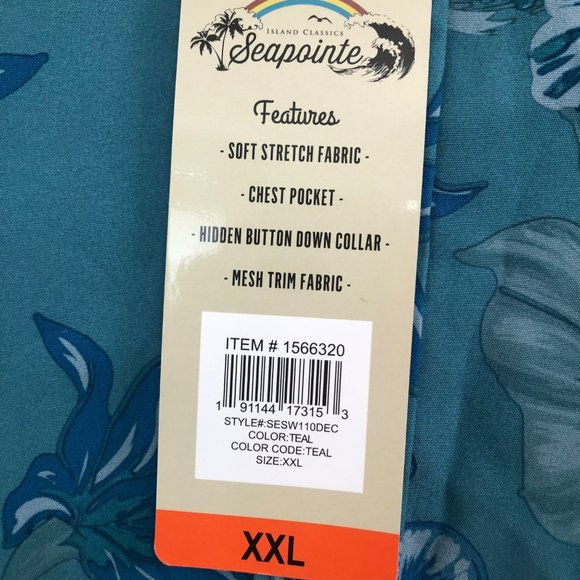 ISLAND CLASSICS
Seapointe
Features
- SOFT STRETCH FABRIC -
- CHEST POCKET -
- HIDDEN BUTTON DOWN COLLAR -
- MESH TRIM FABRIC -
ITEM # 1566320
1 91144 17315 3
STYLE#:SESW110DEC
COLOR:TEAL
COLOR CODE:TEAL
SIZE:XXL
XXL